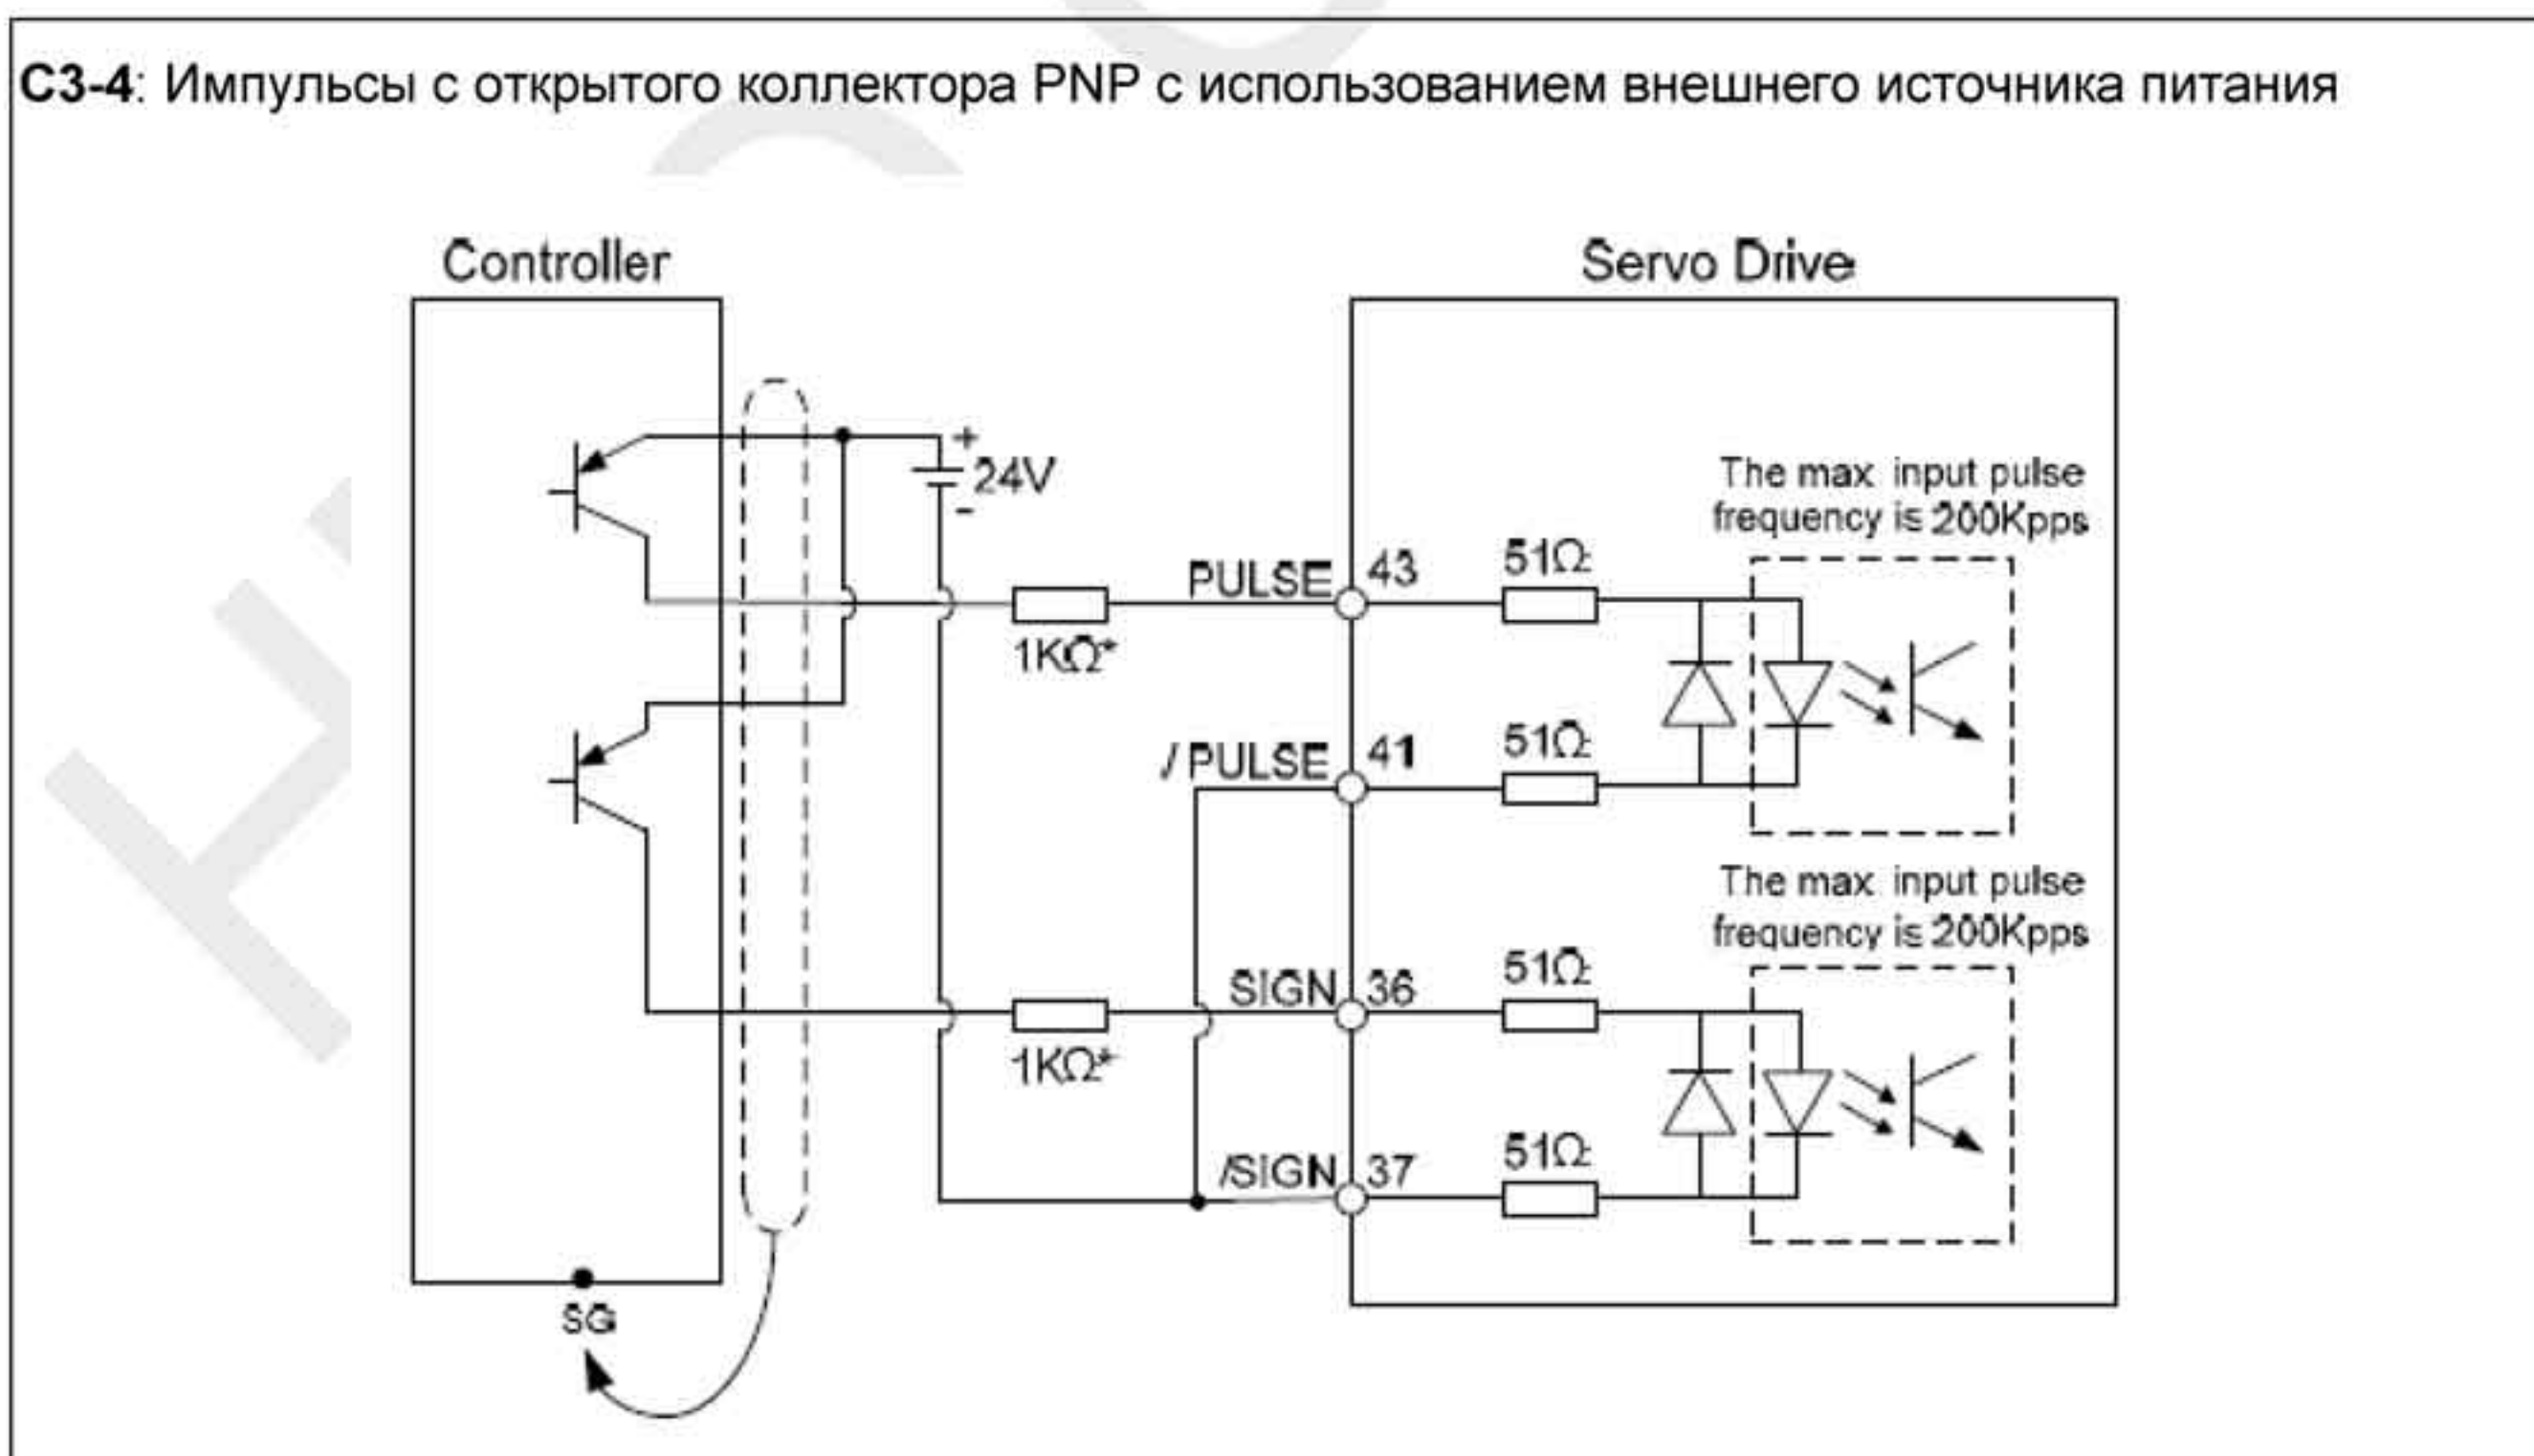 C3-4: Импульсы с открытого коллектора PNP с использованием внешнего источника питания
Controller
Servo Drive
+
24V
-
The max input pulse
frequency is 200Kpps
PULSE
43
51Ω
1KΩ*
/PULSE
41
51Ω
The max input pulse
frequency is 200Kpps
SIGN
36
51Ω
1KΩ*
/SIGN
37
51Ω
SG